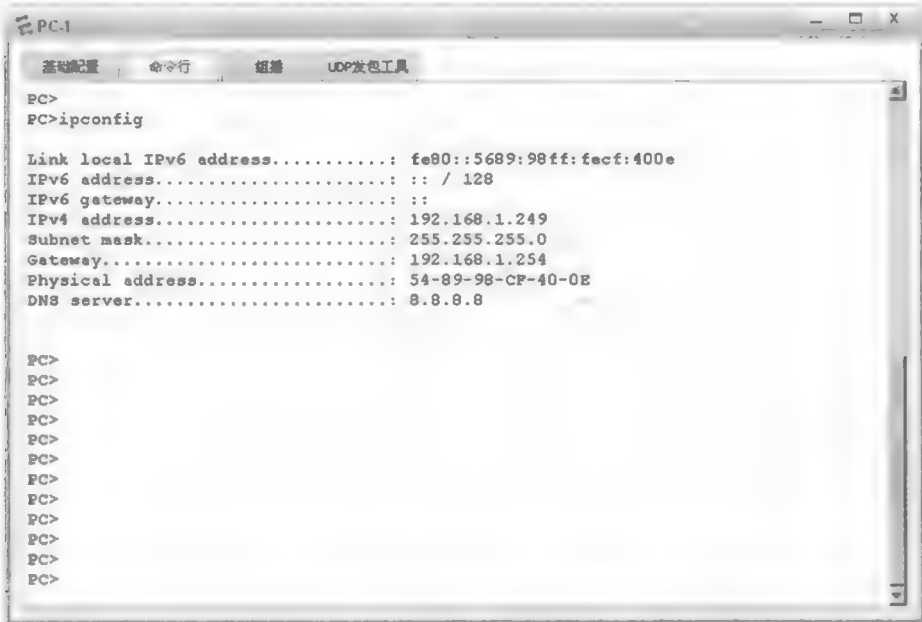 PC-1
基础配置 命令行 组播 UDP发包工具
PC>
PC>ipconfig
Link local IPv6 address...........: fe80::5689:98ff:fecf:400e
IPv6 address......................: :: / 128
IPv6 gateway......................: ::
IPv4 address......................: 192.168.1.249
Subnet mask.......................: 255.255.255.0
Gateway...........................: 192.168.1.254
Physical address..................: 54-89-98-CF-40-0E
DNS server........................: 8.8.8.8
PC>
PC>
PC>
PC>
PC>
PC>
PC>
PC>
PC>
PC>
PC>
PC>